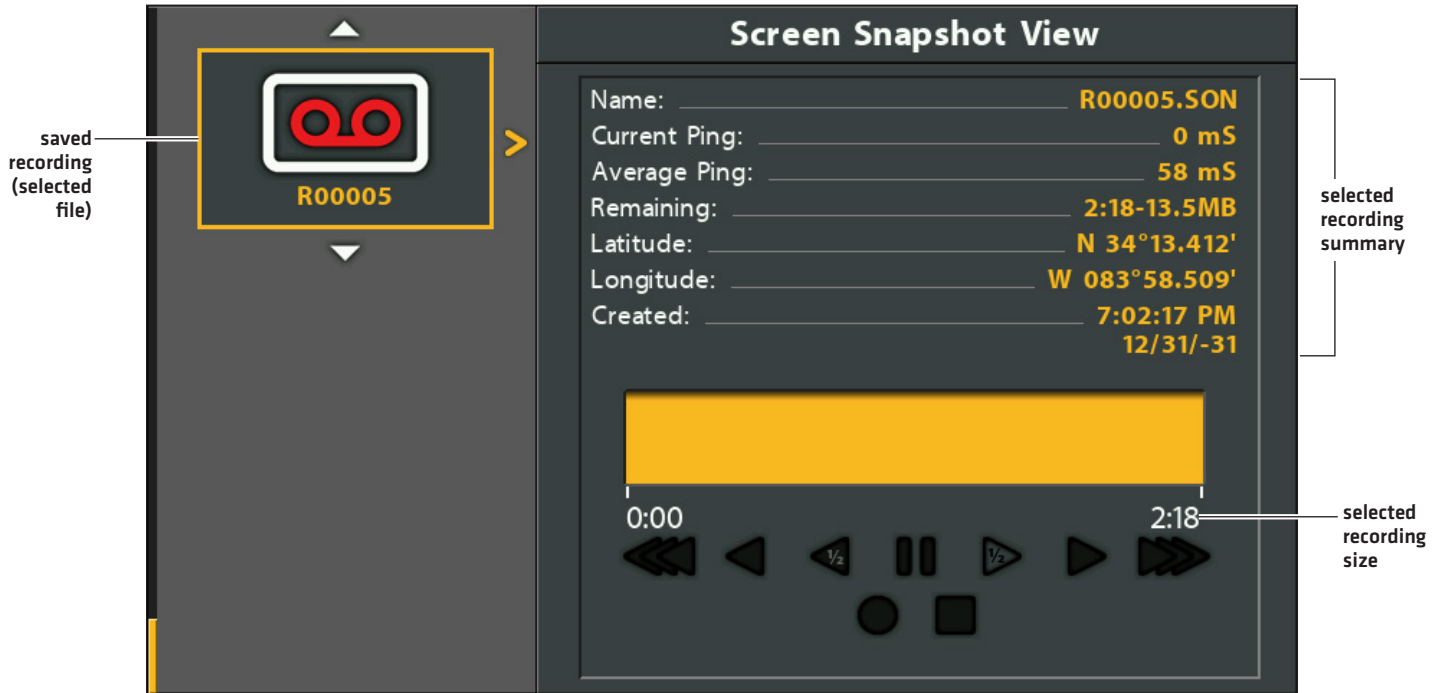 Screen Snapshot View
saved
recording
(selected
file)
R00005
Name: R00005.SON
Current Ping: 0 mS
Average Ping: 58 mS
Remaining: 2:18-13.5MB
Latitude: N 34°13.412'
Longitude: W 083°58.509'
Created: 7:02:17 PM
12/31/-31
selected
recording
summary
0:00 2:18
½ ½
selected
recording
size